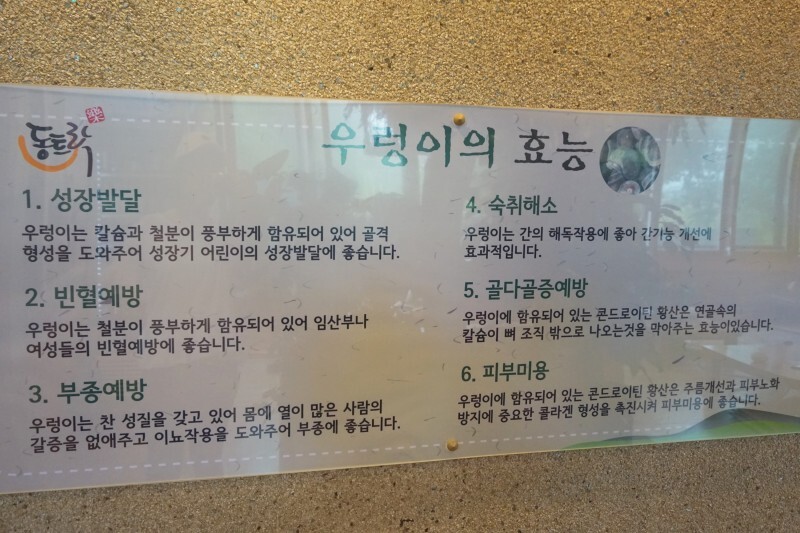 동트락
樂
우렁이의 효능
1. 성장발달
우렁이는 칼슘과 철분이 풍부하게 함유되어 있어 골격
형성을 도와주어 성장기 어린이의 성장발달에 좋습니다.
2. 빈혈예방
우렁이는 철분이 풍부하게 함유되어 있어 임산부나
여성들의 빈혈예방에 좋습니다.
3. 부종예방
우렁이는 찬 성질을 갖고 있어 몸에 열이 많은 사람의
갈증을 없애주고 이뇨작용을 도와주어 부종에 좋습니다.
4. 숙취해소
우렁이는 간의 해독작용에 좋아 간기능 개선에
효과적입니다.
5. 골다골증예방
우렁이에 함유되어 있는 콘드로이틴 황산은 연골속의
칼슘이 뼈 조직 밖으로 나오는것을 막아주는 효능이있습니다.
6. 피부미용
우렁이에 함유되어 있는 콘드로이틴 황산은 주름개선과 피부노화
방지에 중요한 콜라겐 형성을 촉진시켜 피부미용에 좋습니다.